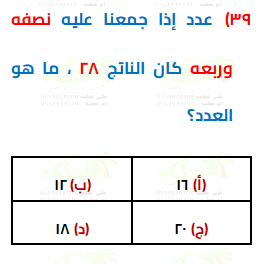 ٣٩) عدد إذا جمعنا عليه نصفه
وربعه كان الناتج ٢٨ ، ما هو
العدد؟
(أ) ١٦ (ب) ١٢
(ج) ٢٠ (د) ١٨